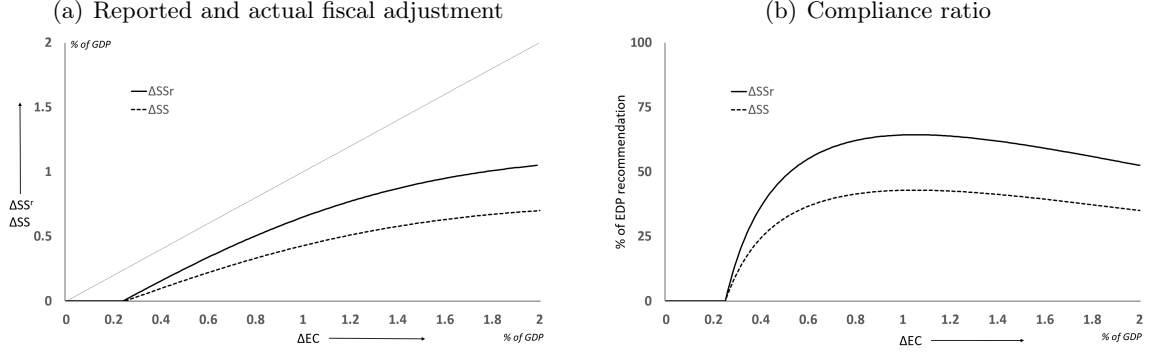 (a) Reported and actual fiscal adjustment
2
% of GDP
ΔSSr
ΔSS
1.5
1
ΔSSʳ
ΔSS
0.5
0
0 0.2 0.4 0.6 0.8 1 1.2 1.4 1.6 1.8 2
ΔEC
% of GDP
(b) Compliance ratio
100
ΔSSr
ΔSS
75
% of EDP recommendation
50
25
0
0 0.2 0.4 0.6 0.8 1 1.2 1.4 1.6 1.8 2
ΔEC
% of GDP